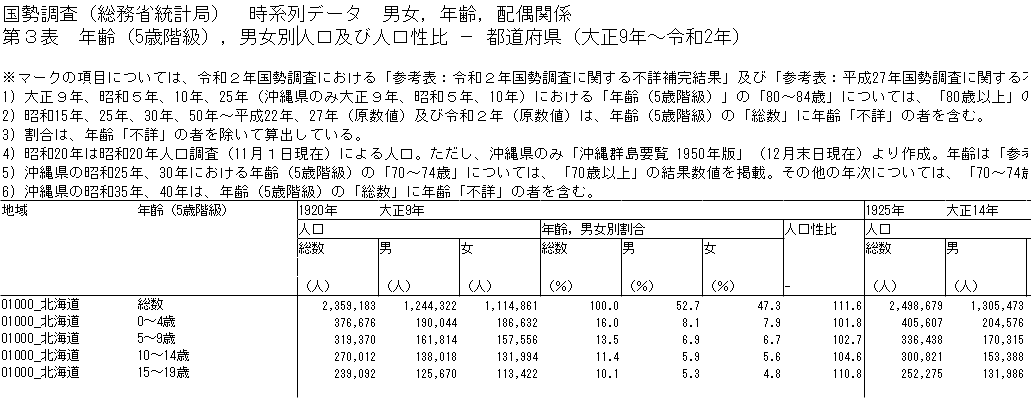 国勢調査（総務省統計局）　時系列データ　男女，年齢，配偶関係
第３表　年齢（5歳階級），男女別人口及び人口性比 － 都道府県（大正9年～令和2年）
※マークの項目については、令和２年国勢調査における「参考表：令和２年国勢調査に関する不詳補完結果」及び「参考表：平成27年国勢調査に関する不
1）大正９年、昭和５年、10年、25年（沖縄県のみ大正９年、昭和５年、10年）における「年齢（5歳階級）」の「80～84歳」については、「80歳以上」の
2）昭和15年、25年、30年、50年～平成22年、27年（原数値）及び令和２年（原数値）は、年齢（5歳階級）の「総数」に年齢「不詳」の者を含む。
3）割合は、年齢「不詳」の者を除いて算出している。
4）昭和20年は昭和20年人口調査（11月１日現在）による人口。ただし、沖縄県のみ「沖縄群島要覧 1950年版」（12月末日現在）より作成。年齢は「参考
5）沖縄県の昭和25年、30年における年齢（5歳階級）の「70～74歳」については、「70歳以上」の結果数値を掲載。その他の年次については、「70～74歳
6）沖縄県の昭和35年、40年は、年齢（5歳階級）の「総数」に年齢「不詳」の者を含む。
地域 年齢（5歳階級） 1920年 大正9年 1925年 大正14年
人口 年齢，男女別割合 人口性比 人口
総数 男 女 総数 男 女 総数 男
（人） （人） （人） （%） （%） （%） - （人） （人）
01000_北海道 総数 2,359,183 1,244,322 1,114,861 100.0 52.7 47.3 111.6 2,498,679 1,305,473
01000_北海道 0～4歳 376,676 190,044 186,632 16.0 8.1 7.9 101.8 405,607 204,576
01000_北海道 5～9歳 319,370 161,814 157,556 13.5 6.9 6.7 102.7 336,438 170,315
01000_北海道 10～14歳 270,012 138,018 131,994 11.4 5.9 5.6 104.6 300,821 153,388
01000_北海道 15～19歳 239,092 125,670 113,422 10.1 5.3 4.8 110.8 252,275 131,986